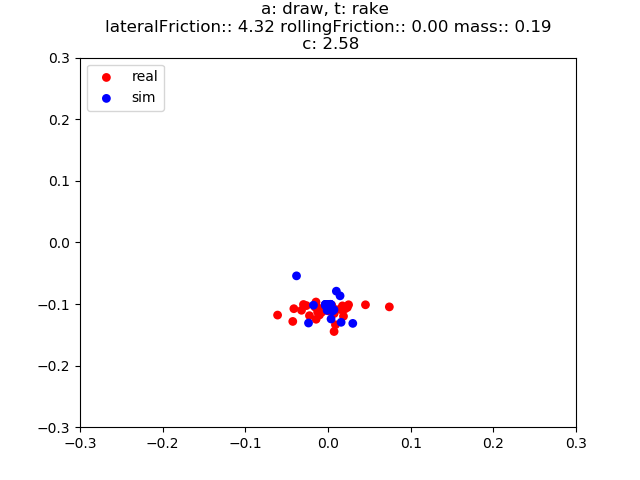 a: draw, t: rake
lateralFriction:: 4.32 rollingFriction:: 0.00 mass:: 0.19
c: 2.58
real
sim
0.3
0.2
0.1
0.0
−0.1
−0.2
−0.3
−0.3 −0.2 −0.1 0.0 0.1 0.2 0.3